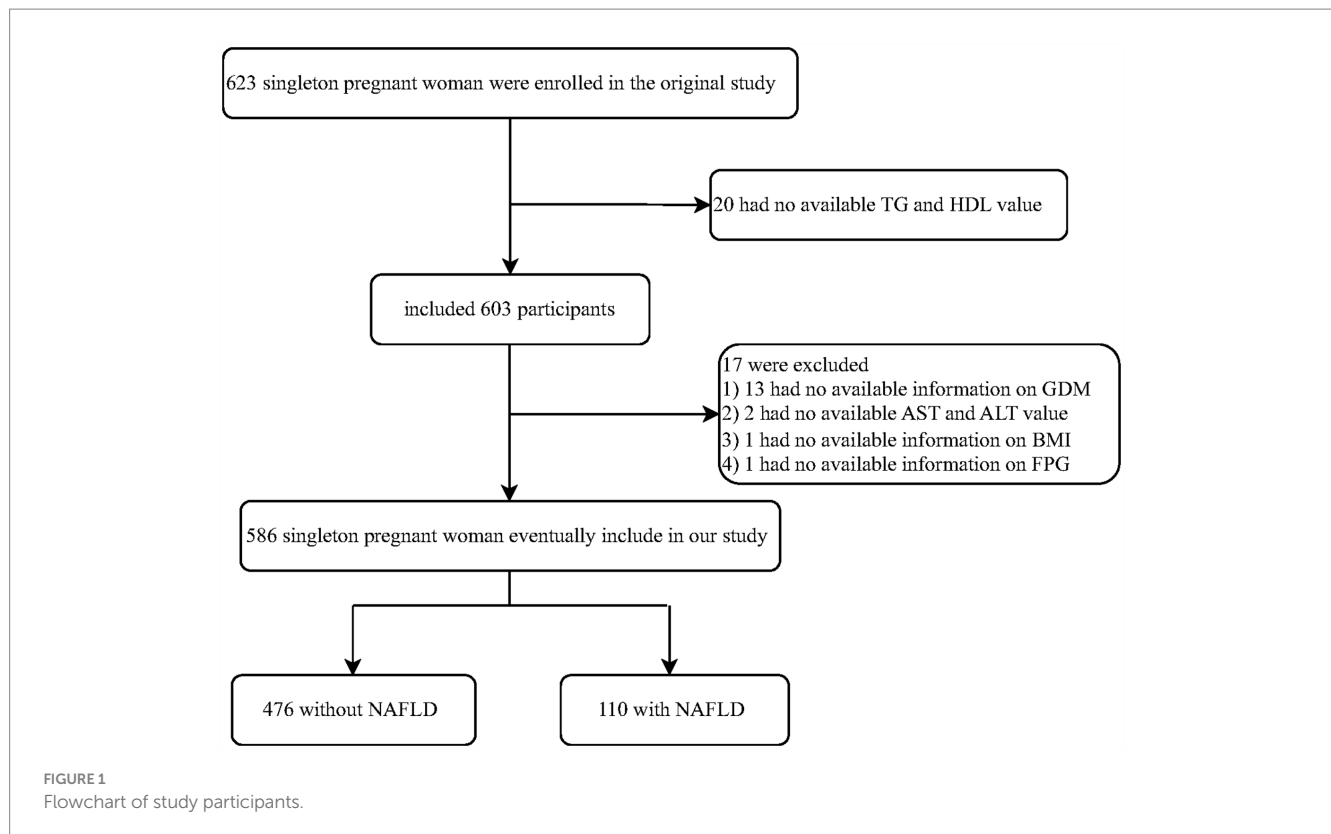 623 singleton pregnant woman were enrolled in the original study
20 had no available TG and HDL value
included 603 participants
17 were excluded
1) 13 had no available information on GDM
2) 2 had no available AST and ALT value
3) 1 had no available information on BMI
4) 1 had no available information on FPG
586 singleton pregnant woman eventually include in our study
476 without NAFLD
110 with NAFLD
FIGURE 1
Flowchart of study participants.